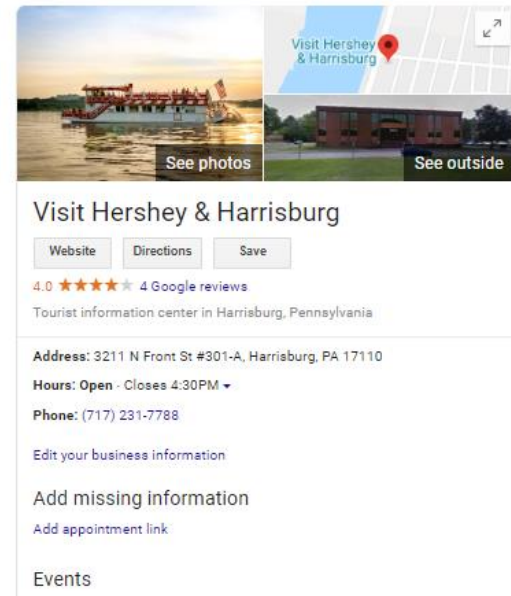 Visit Hershey
& Harrisburg
See photos
See outside
Visit Hershey & Harrisburg
Website Directions Save
4.0 ★★★★★ 4 Google reviews
Tourist information center in Harrisburg, Pennsylvania
Address: 3211 N Front St #301-A, Harrisburg, PA 17110
Hours: Open · Closes 4:30PM
Phone: (717) 231-7788
Edit your business information
Add missing information
Add appointment link
Events